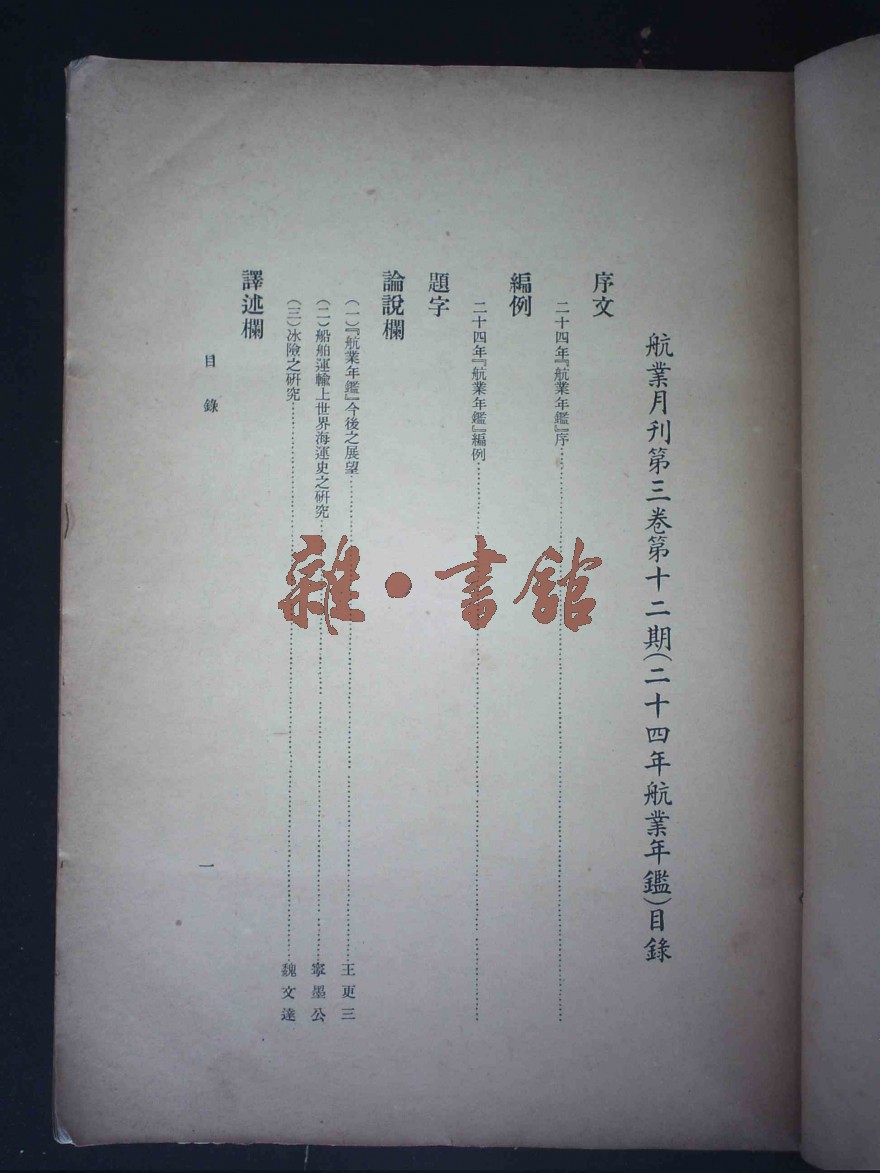 航業月刊第三卷第十二期(二十四年航業年鑑)目錄
序文
二十四年『航業年鑑』序
編例
二十四年『航業年鑑』編例
題字
論說欄
(一)『航業年鑑』今後之展望 王更三
(二)船舶運輸上世界海運史之研究 寧墨公
(三)冰險之研究 魏文達
譯述欄
目錄
一
雜·書館